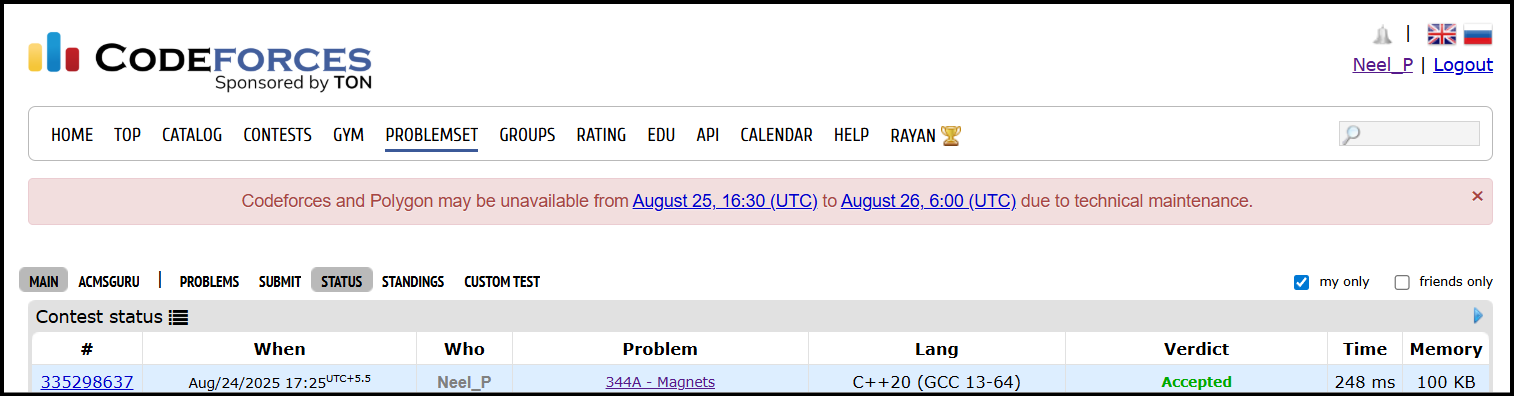 CODEFORCES
Sponsored by TON
|
Neel_P | Logout
HOME TOP CATALOG CONTESTS GYM PROBLEMSET GROUPS RATING EDU API CALENDAR HELP RAYAN
Codeforces and Polygon may be unavailable from August 25, 16:30 (UTC) to August 26, 6:00 (UTC) due to technical maintenance. ×
MAIN ACMSGURU | PROBLEMS SUBMIT STATUS STANDINGS CUSTOM TEST my only friends only
Contest status
# When Who Problem Lang Verdict Time Memory
335298637 Aug/24/2025 17:25UTC+5.5 Neel_P 344A - Magnets C++20 (GCC 13-64) Accepted 248 ms 100 KB